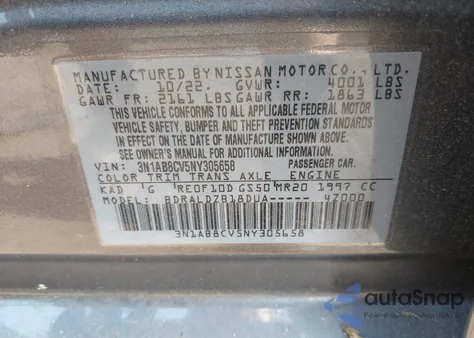 MANUFACTURED BY NISSAN MOTOR CO., LTD.
DATE: 10/22 GVWR: 4001 LBS
GAWR FR: 2161 LBS GAWR RR: 1863 LBS
THIS VEHICLE CONFORMS TO ALL APPLICABLE FEDERAL MOTOR
VEHICLE SAFETY, BUMPER AND THEFT PREVENTION STANDARDS
IN EFFECT ON THE DATE OF MANUFACTURE SHOWN ABOVE.
SEE OWNER'S MANUAL FOR ADDITIONAL INFORMATION.
VIN: 3N1AB8CV5NY305658 PASSENGER CAR.
COLOR TRIM TRANS AXLE ENGINE
KAD G RE0F10D GS50 MR20 1997 CC
MODEL: BDRALDZB18DUA----- 4Z000
3N1AB8CV5NY305658
autoSnap